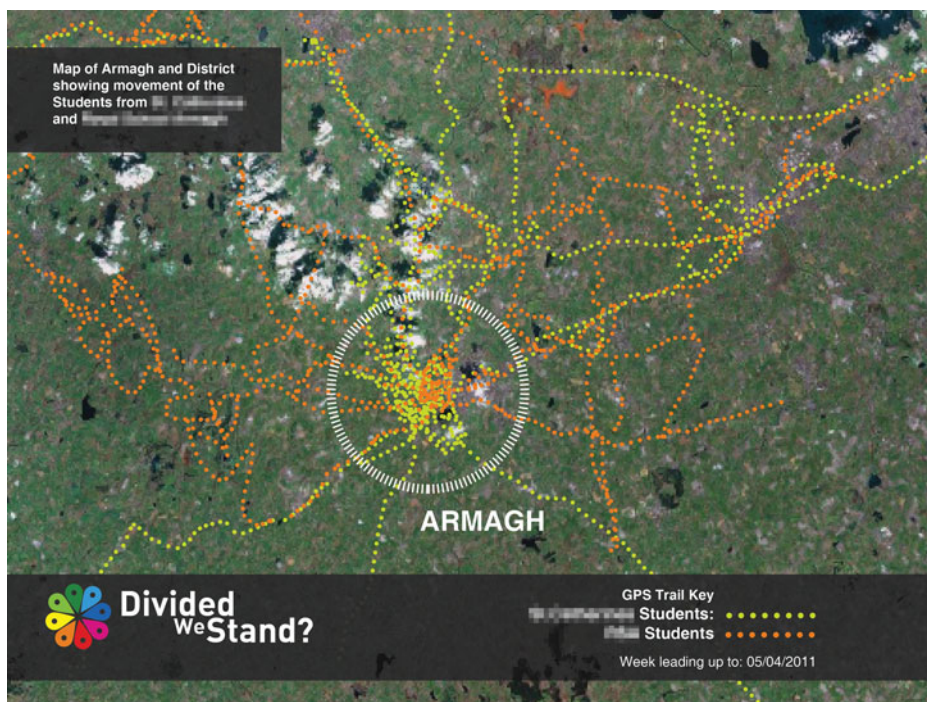 Map of Armagh and District
showing movement of the
Students from
and
ARMAGH
Divided
We Stand?
GPS Trail Key
Students:
Students
Week leading up to: 05/04/2011